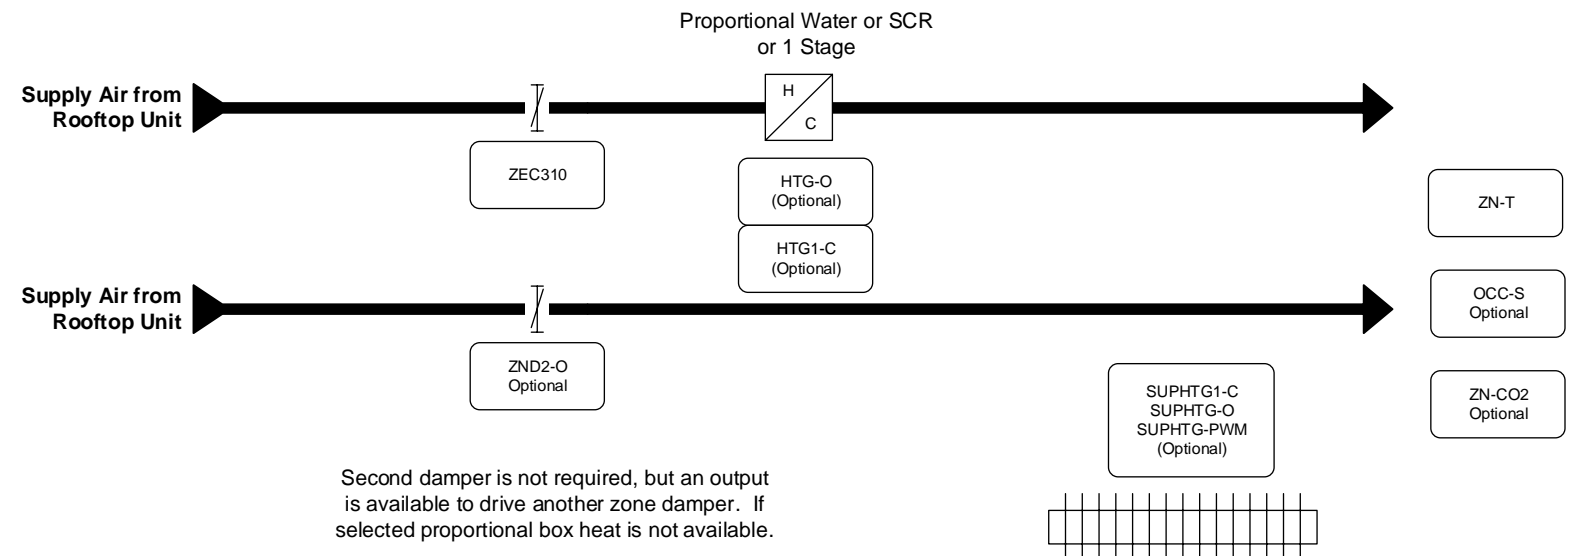 Proportional Water or SCR
or 1 Stage
Supply Air from
Rooftop Unit
H
C
ZEC310
HTG-O
(Optional)
HTG1-C
(Optional)
ZN-T
Supply Air from
Rooftop Unit
OCC-S
Optional
ZND2-O
Optional
SUPHTG1-C
SUPHTG-O
SUPHTG-PWM
(Optional)
ZN-CO2
Optional
Second damper is not required, but an output
is available to drive another zone damper.  If
selected proportional box heat is not available.